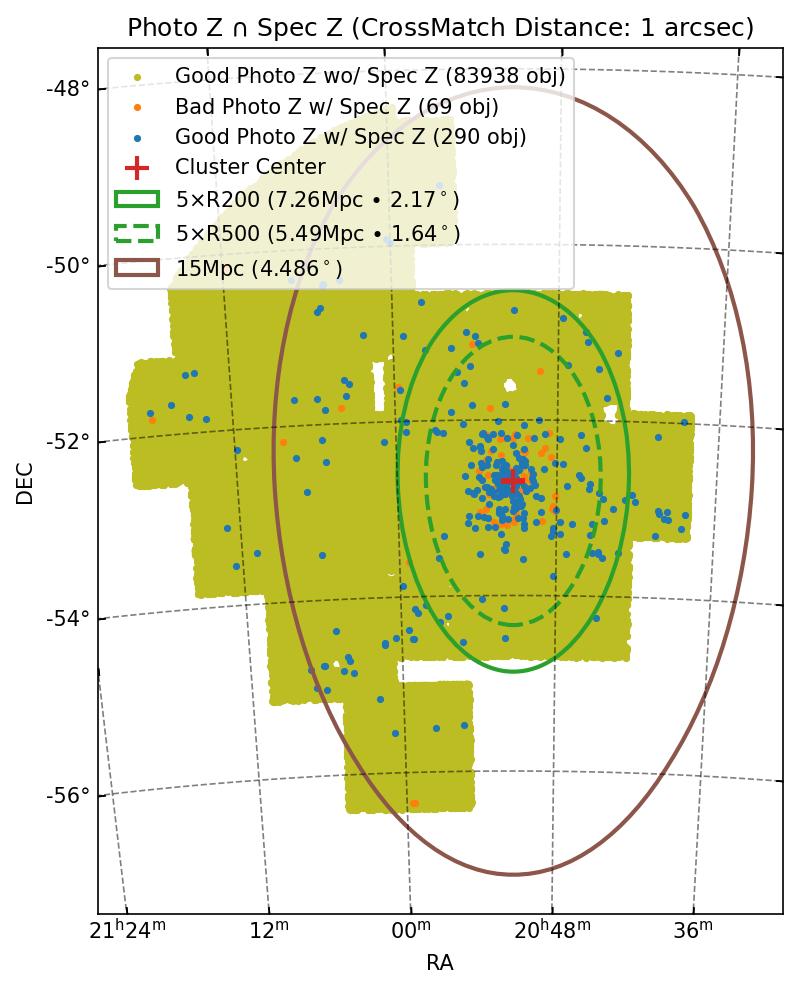 Photo Z ∩ Spec Z (CrossMatch Distance: 1 arcsec)
Good Photo Z wo/ Spec Z (83938 obj)
Bad Photo Z w/ Spec Z (69 obj)
Good Photo Z w/ Spec Z (290 obj)
Cluster Center
5×R200 (7.26Mpc • 2.17°)
5×R500 (5.49Mpc • 1.64°)
15Mpc (4.486°)
-48°
-50°
-52°
-54°
-56°
DEC
21ʰ24ᵐ 12ᵐ 00ᵐ 20ʰ48ᵐ 36ᵐ
RA